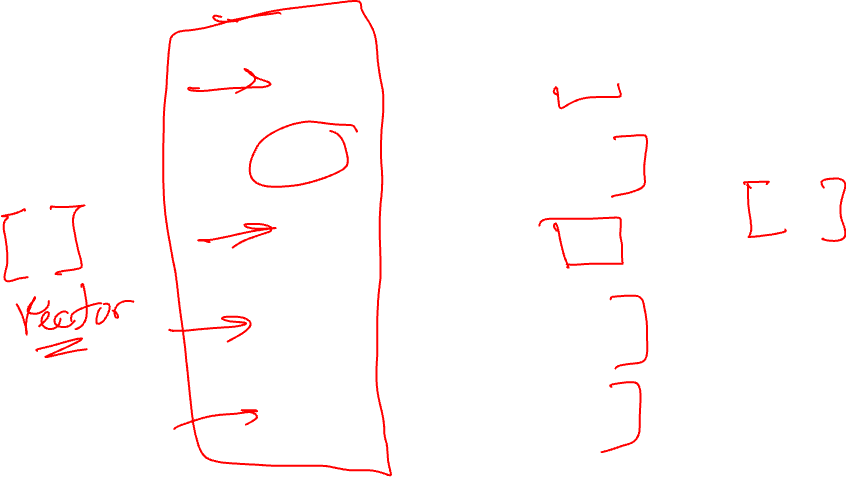 [ ]
vector
[ ]